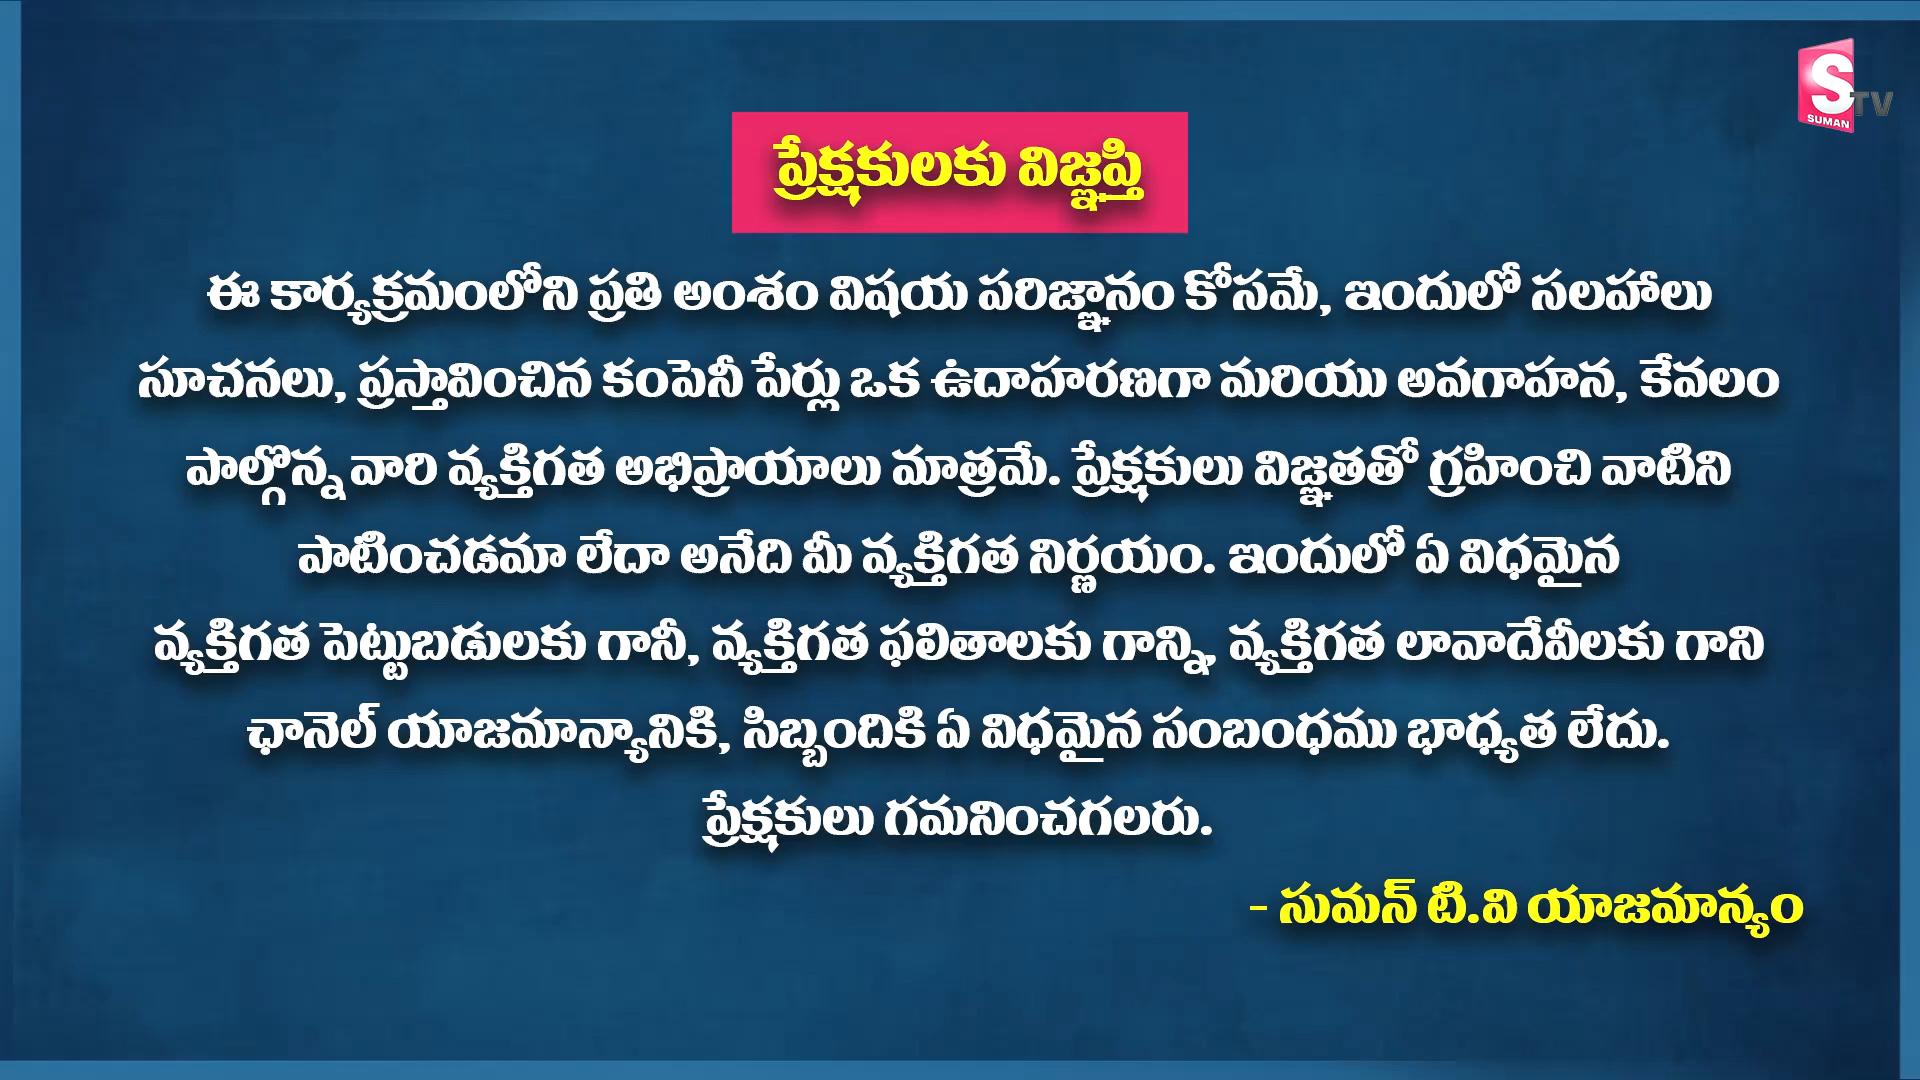 S
SUMAN
TV
ప్రేక్షకులకు విజ్ఞప్తి
ఈ కార్యక్రమంలోని ప్రతి అంశం విషయ పరిజ్ఞానం కోసమే, ఇందులో సలహాలు
సూచనలు, ప్రస్తావించిన కంపెనీ పేర్లు ఒక ఉదాహరణగా మరియు అవగాహన, కేవలం
పాల్గొన్న వారి వ్యక్తిగత అభిప్రాయాలు మాత్రమే. ప్రేక్షకులు విజ్ఞతతో గ్రహించి వాటిని
పాటించడమా లేదా అనేది మీ వ్యక్తిగత నిర్ణయం. ఇందులో ఏ విధమైన
వ్యక్తిగత పెట్టుబడులకు గానీ, వ్యక్తిగత ఫలితాలకు గాన్ని, వ్యక్తిగత లావాదేవీలకు గాని
ఛానెల్ యాజమాన్యానికి, సిబ్బందికి ఏ విధమైన సంబంధము భాధ్యత లేదు.
ప్రేక్షకులు గమనించగలరు.
- సుమన్ టి.వి యాజమాన్యం